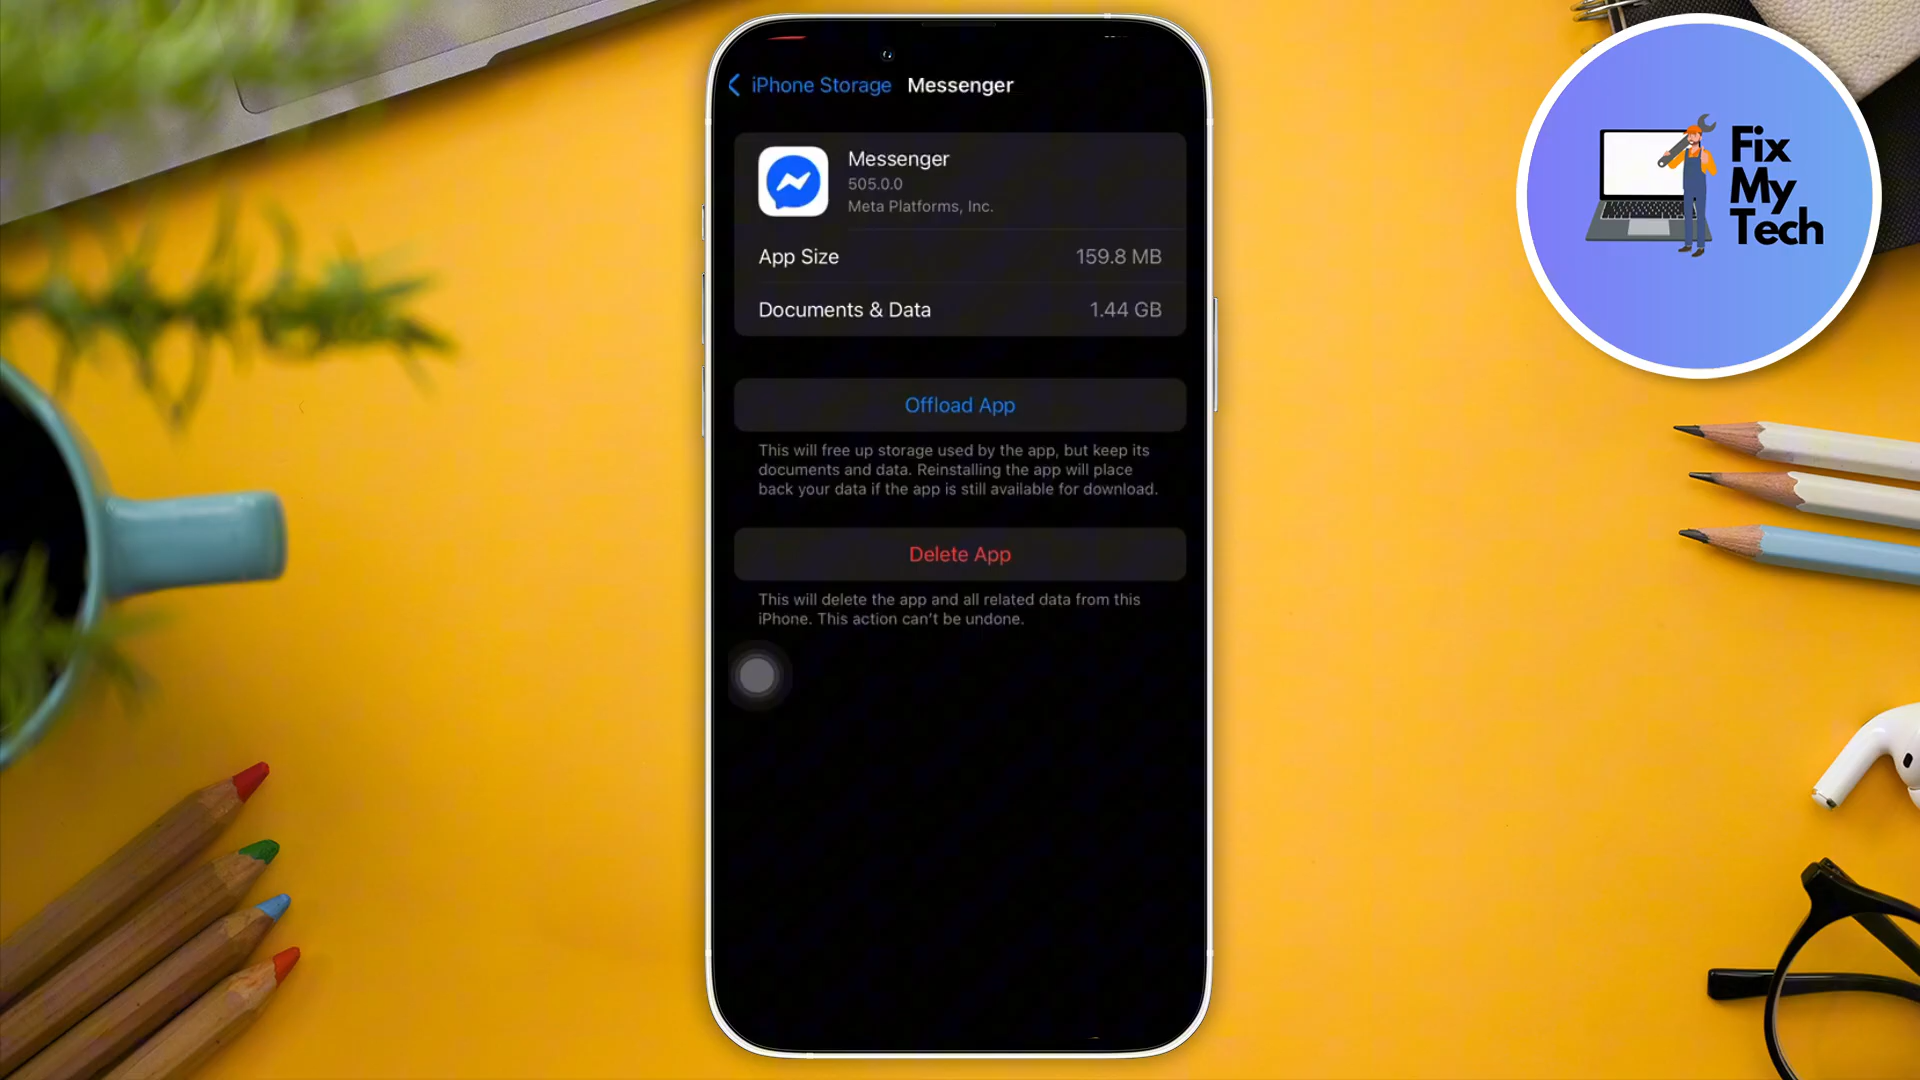 iPhone Storage Messenger
Messenger
505.0.0
Meta Platforms, Inc.
App Size 159.8 MB
Documents & Data 1.44 GB
Offload App
This will free up storage used by the app, but keep its
documents and data. Reinstalling the app will place
back your data if the app is still available for download.
Delete App
This will delete the app and all related data from this
iPhone. This action can't be undone.
Fix
My
Tech